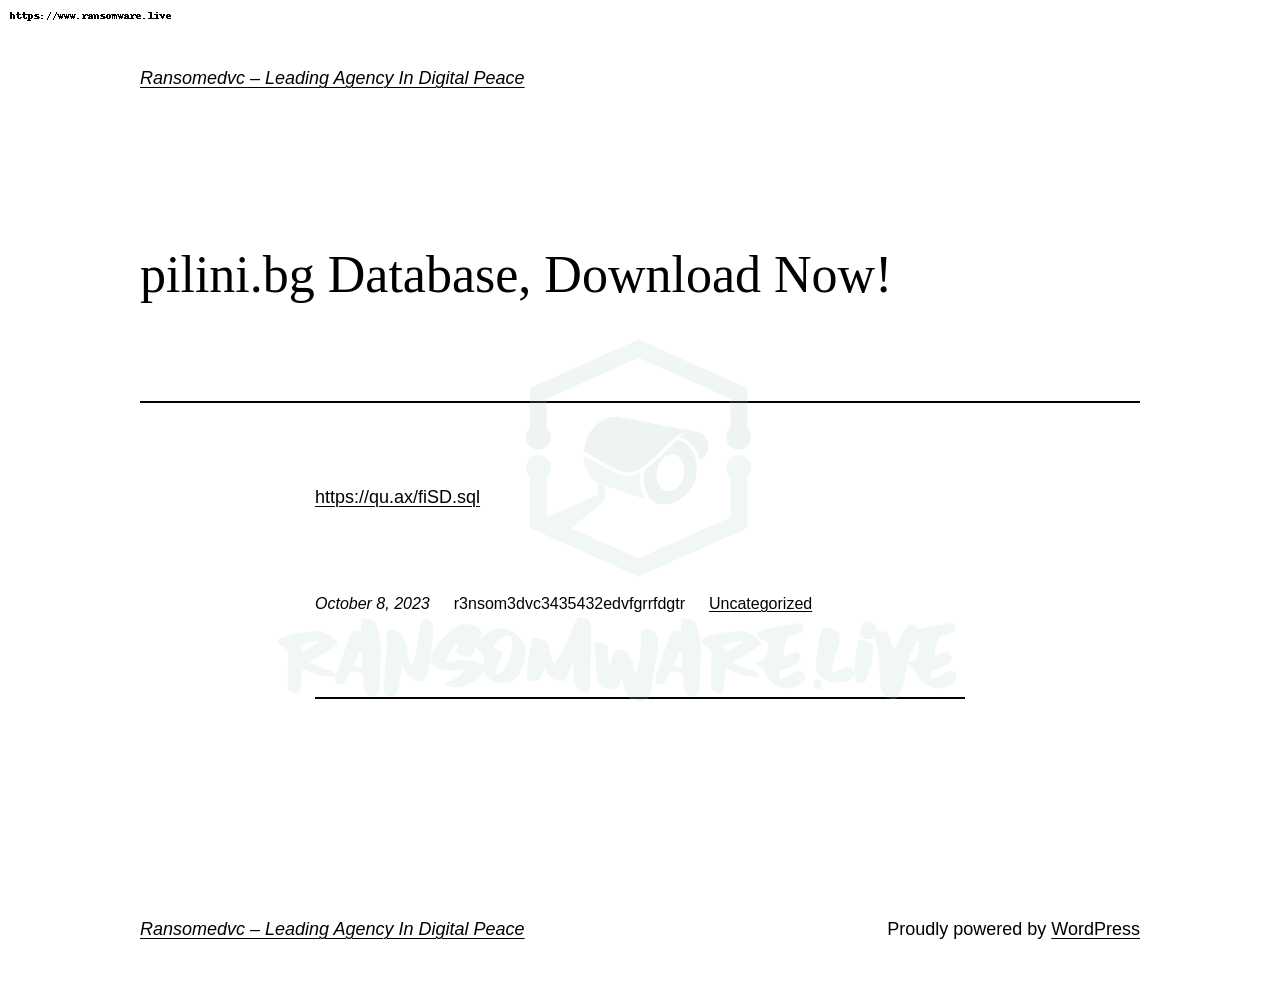 https://www.ransomware.live
Ransomedvc – Leading Agency In Digital Peace
pilini.bg Database, Download Now!
https://qu.ax/fiSD.sql
October 8, 2023 r3nsom3dvc3435432edvfgrrfdgtr Uncategorized
RANSOMWARE.LIVE
Ransomedvc – Leading Agency In Digital Peace Proudly powered by WordPress